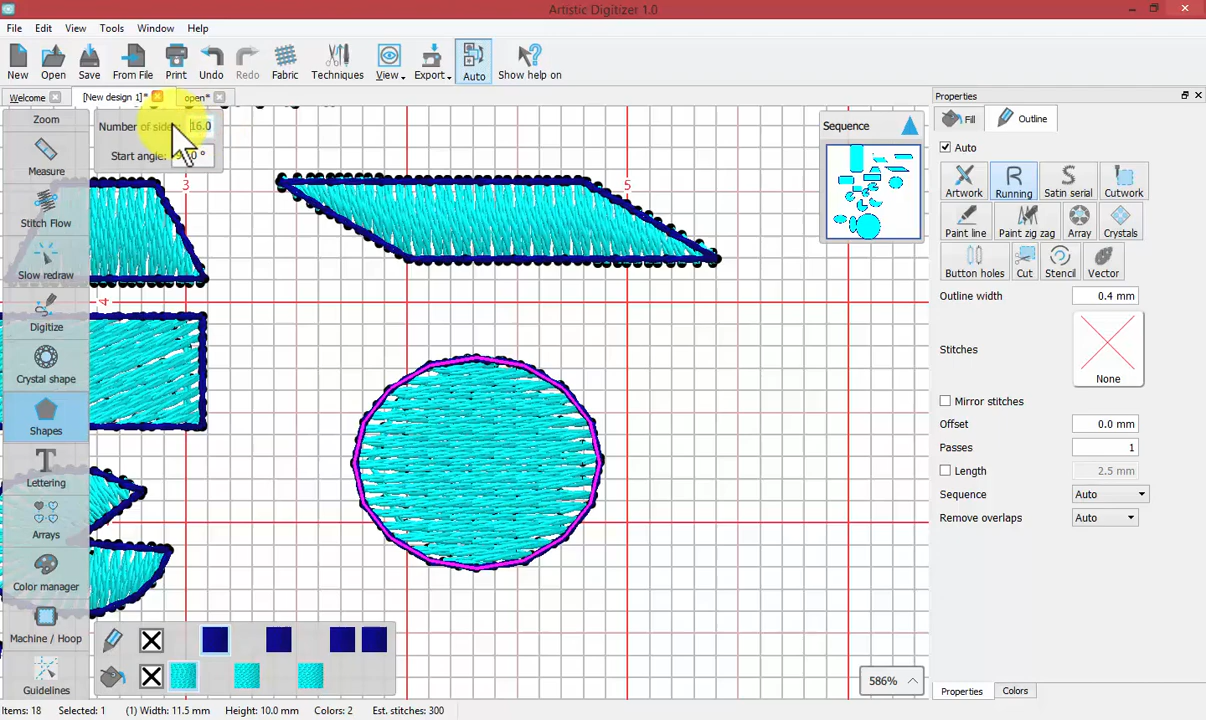 Artistic Digitizer 1.0
File Edit View Tools Window Help
New Open Save From File Print Undo Redo Fabric Techniques View Export Auto Show help on
Welcome [New design 1]* open*
Zoom
Measure
Stitch Flow
Slow redraw
Digitize
Crystal shape
Shapes
Lettering
Arrays
Color manager
Machine / Hoop
Guidelines
Number of sides: 16.0
Start angle:
3
5
4
Sequence
586%
Properties
Fill Outline
Auto
Artwork Running Satin serial Cutwork
Paint line Paint zig zag Array Crystals
Button holes Cut Stencil Vector
Outline width 0.4 mm
Stitches None
Mirror stitches
Offset 0.0 mm
Passes 1
Length 2.5 mm
Sequence Auto
Remove overlaps Auto
Properties Colors
Items: 18 Selected: 1 (1) Width: 11.5 mm Height: 10.0 mm Colors: 2 Est. stitches: 300